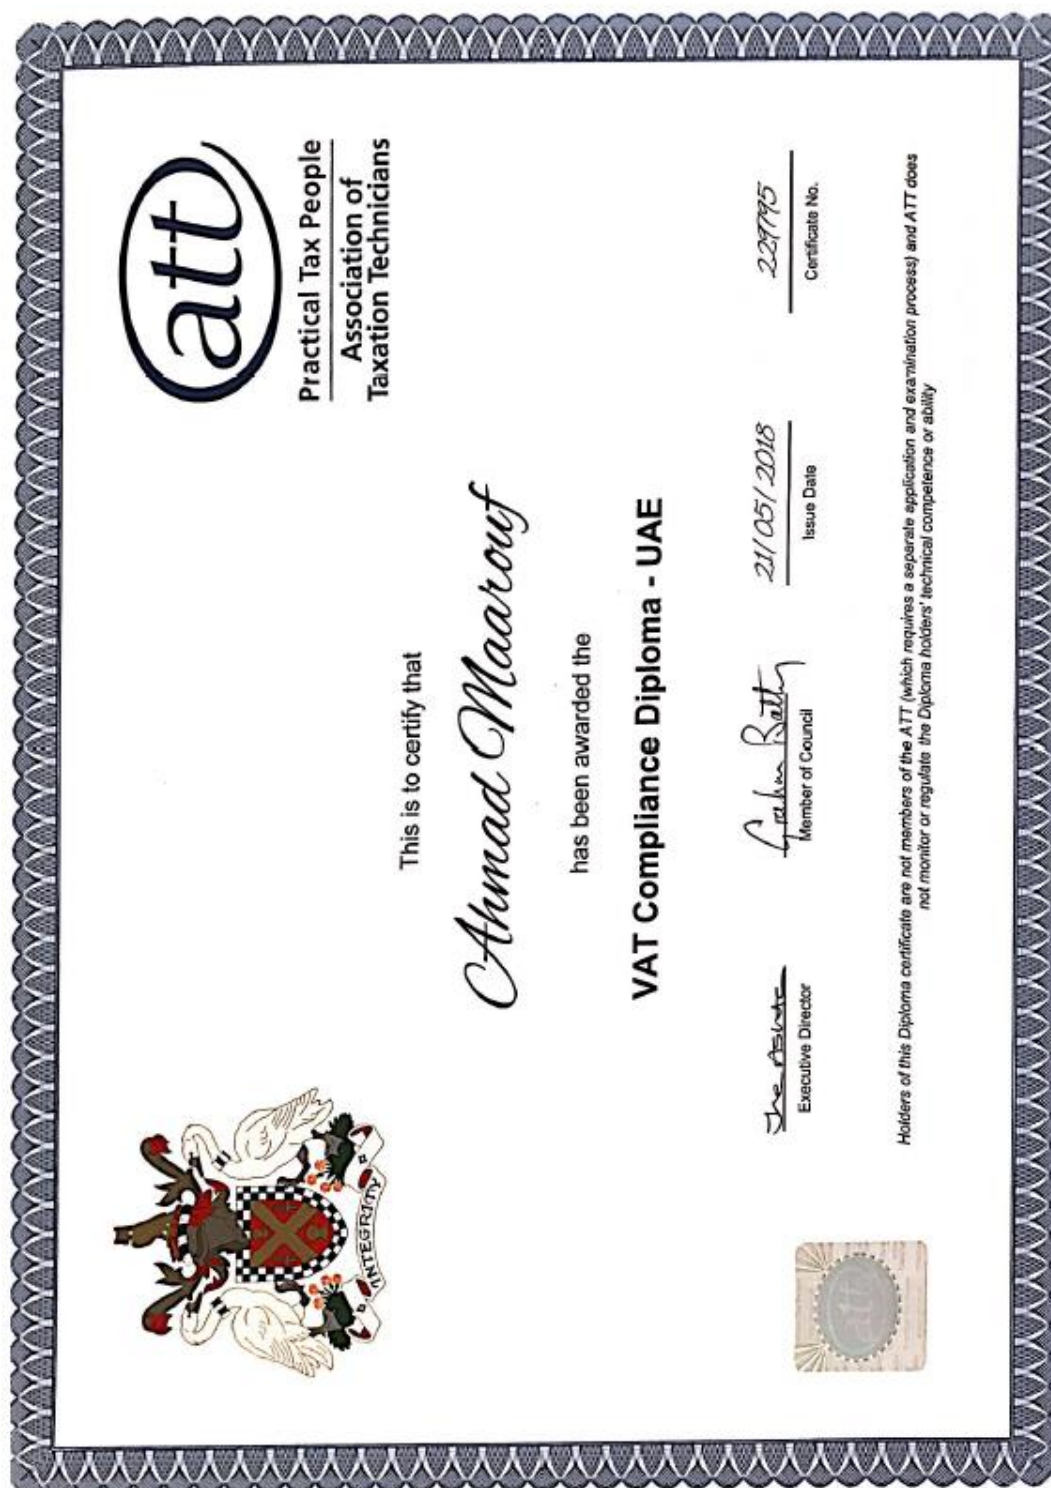 att
Practical Tax People
Association of
Taxation Technicians
INTEGRITY
This is to certify that
Ahmad Maarouf
has been awarded the
VAT Compliance Diploma - UAE
Executive Director
Graham Batty
Member of Council
21/05/2018
Issue Date
229795
Certificate No.
Holders of this Diploma certificate are not members of the ATT (which requires a separate application and examination process) and ATT does
not monitor or regulate the Diploma holders' technical competence or ability
att